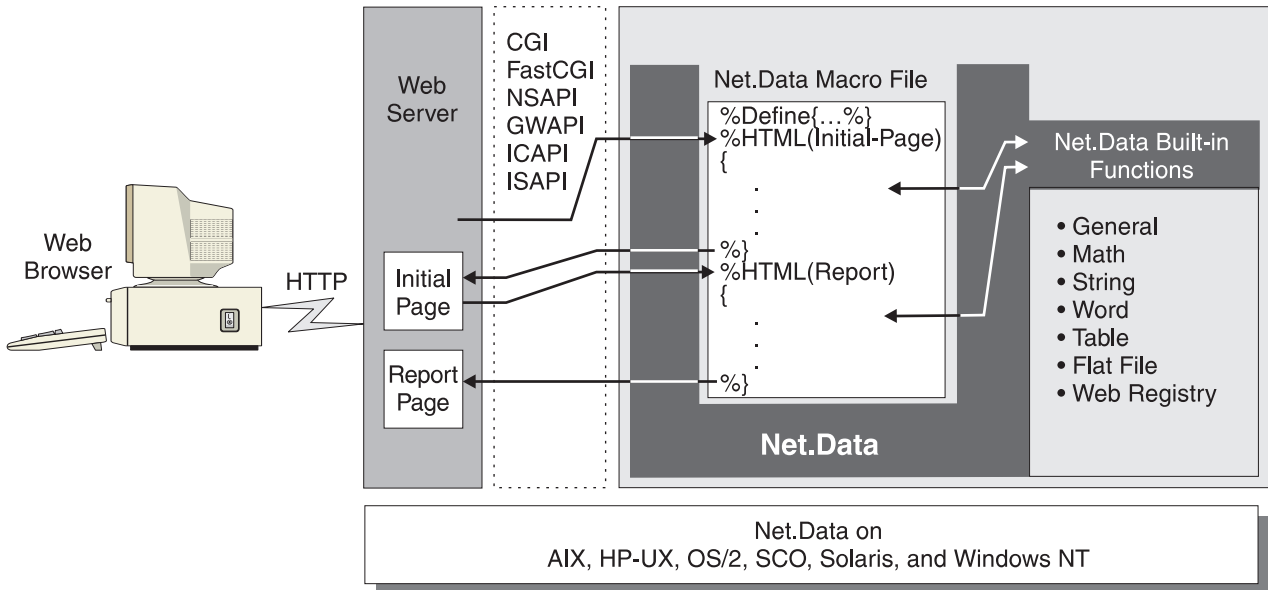 Web
Browser
HTTP
Web
Server
Initial
Page
Report
Page
CGI
FastCGI
NSAPI
GWAPI
ICAPI
ISAPI
Net.Data Macro File
%Define{...%}
%HTML(Initial-Page)
{
.
.
.
%}
%HTML(Report)
{
.
.
.
%}
Net.Data
Net.Data Built-in
Functions
• General
• Math
• String
• Word
• Table
• Flat File
• Web Registry
Net.Data on
AIX, HP-UX, OS/2, SCO, Solaris, and Windows NT